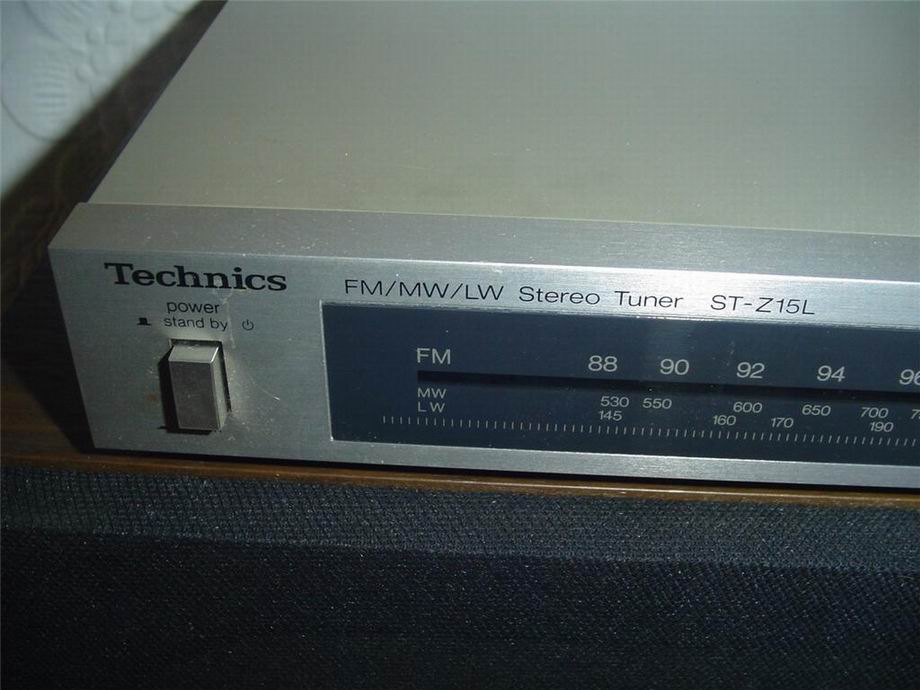 Technics
FM/MW/LW Stereo Tuner ST-Z15L
power
stand by
FM 88 90 92 94 96
MW 530 550 600 650 700
LW 145 160 170 190